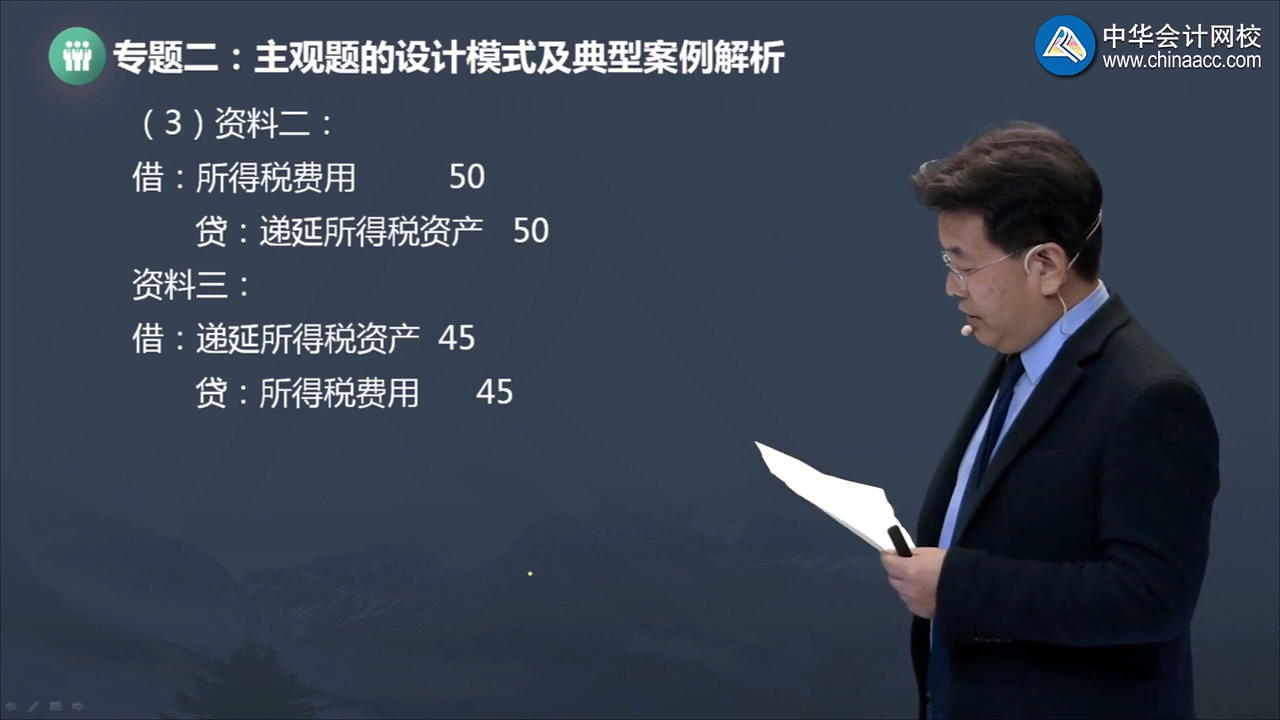 专题二：主观题的设计模式及典型案例解析
中华会计网校
www.chinaacc.com
（3）资料二：
借：所得税费用 50
贷：递延所得税资产 50
资料三：
借：递延所得税资产 45
贷：所得税费用 45